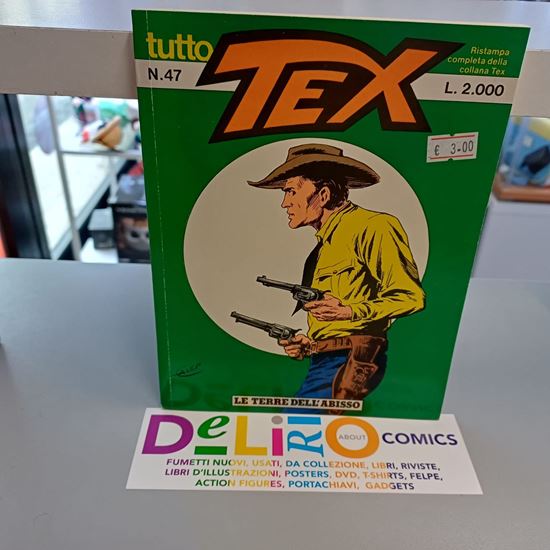 tutto
TEX
N.47
Ristampa
completa della
collana Tex
L. 2.000
€ 3-00
GALEP
LE TERRE DELL'ABISSO
DeLiRiO
ABOUT
COMICS
FUMETTI NUOVI, USATI, DA COLLEZIONE, LIBRI, RIVISTE,
LIBRI D'ILLUSTRAZIONI, POSTERS, DVD, T-SHIRTS, FELPE,
ACTION FIGURES, PORTACHIAVI, GADGETS